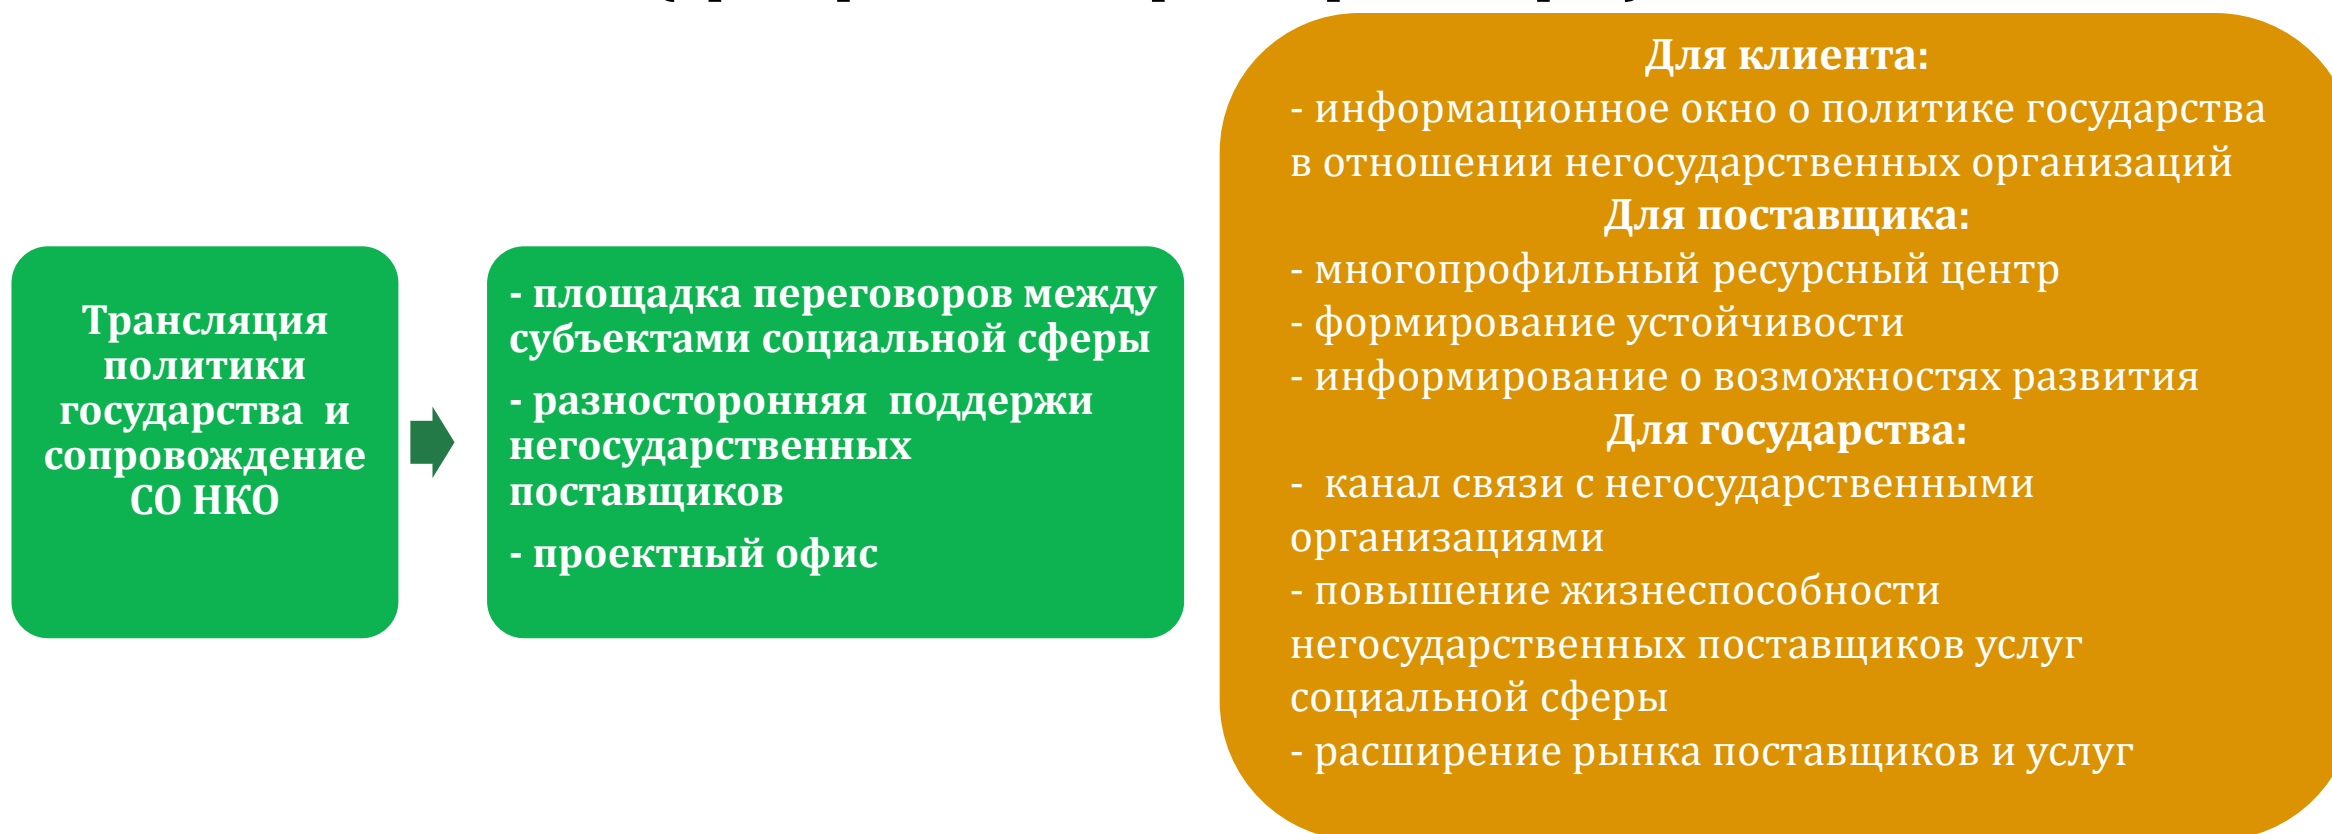 Трансляция
политики
государства  и
сопровождение
СО НКО
- площадка переговоров между
субъектами социальной сферы
- разносторонняя  поддержи
негосударственных
поставщиков
- проектный офис
Для клиента:
- информационное окно о политике государства
в отношении негосударственных организаций
Для поставщика:
- многопрофильный ресурсный центр
- формирование устойчивости
- информирование о возможностях развития
Для государства:
-  канал связи с негосударственными
организациями
- повышение жизнеспособности
негосударственных поставщиков услуг
социальной сферы
- расширение рынка поставщиков и услуг